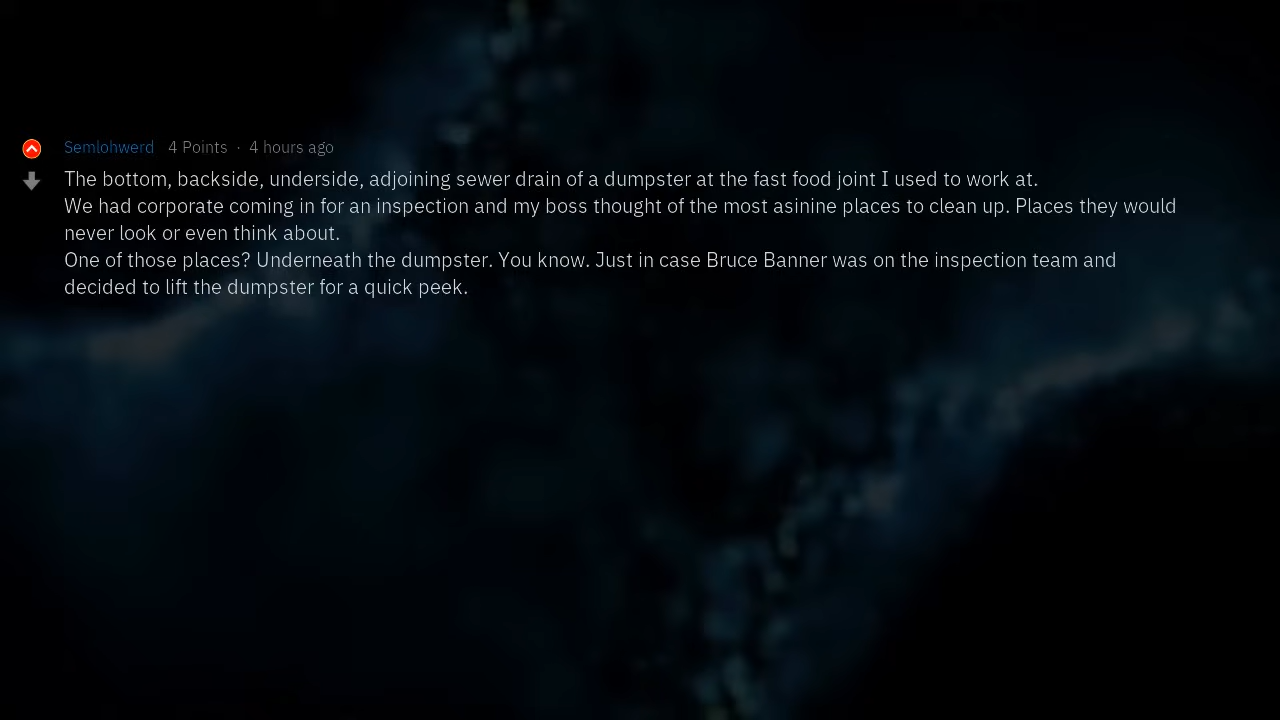 Semlohwerd 4 Points · 4 hours ago
The bottom, backside, underside, adjoining sewer drain of a dumpster at the fast food joint I used to work at.
We had corporate coming in for an inspection and my boss thought of the most asinine places to clean up. Places they would
never look or even think about.
One of those places? Underneath the dumpster. You know. Just in case Bruce Banner was on the inspection team and
decided to lift the dumpster for a quick peek.